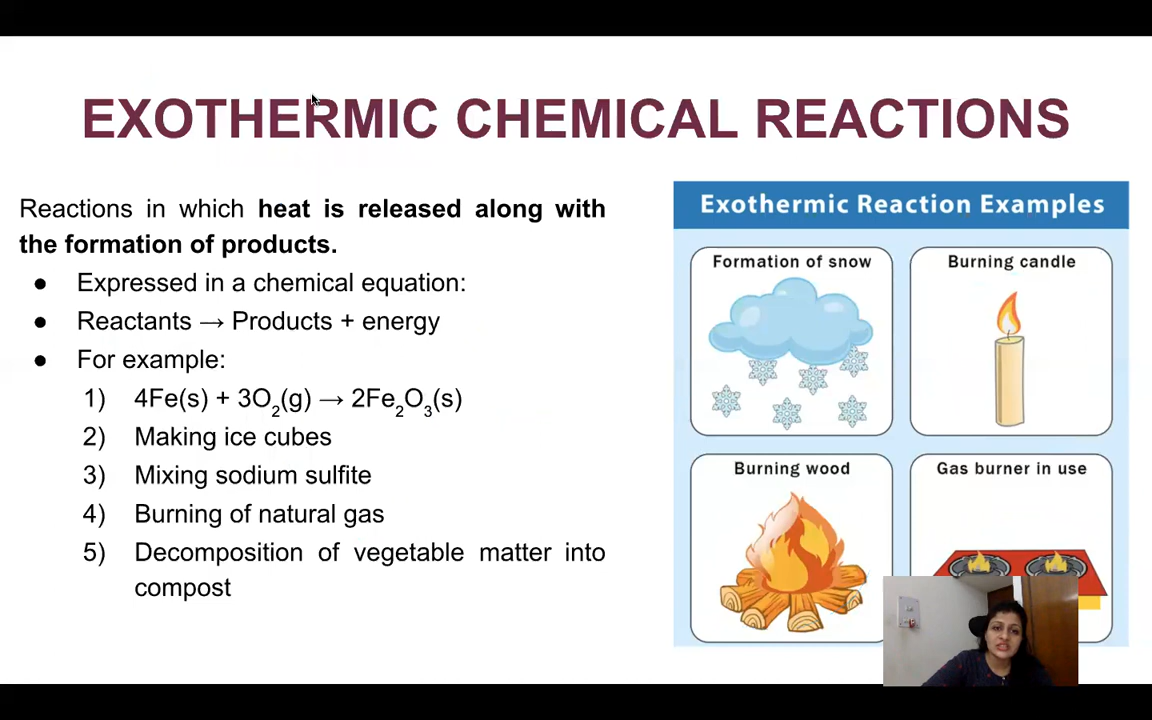 EXOTHERMIC CHEMICAL REACTIONS
Reactions in which heat is released along with
the formation of products.
● Expressed in a chemical equation:
● Reactants → Products + energy
● For example:
1) 4Fe(s) + 3O₂(g) → 2Fe₂O₃(s)
2) Making ice cubes
3) Mixing sodium sulfite
4) Burning of natural gas
5) Decomposition of vegetable matter into
compost
Exothermic Reaction Examples
Formation of snow
Burning candle
Burning wood
Gas burner in use